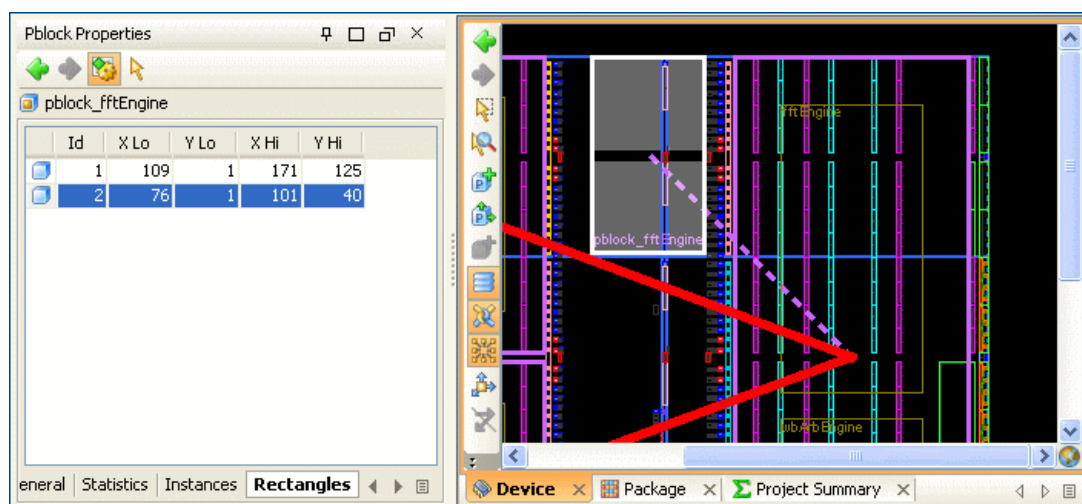 Pblock Properties
pblock_fftEngine
Id X Lo Y Lo X Hi Y Hi
1 109 1 171 125
2 76 1 101 40
eneral Statistics Instances Rectangles
fftEngine
pblock_fftEngine
wbArbEngine
Device Package Project Summary